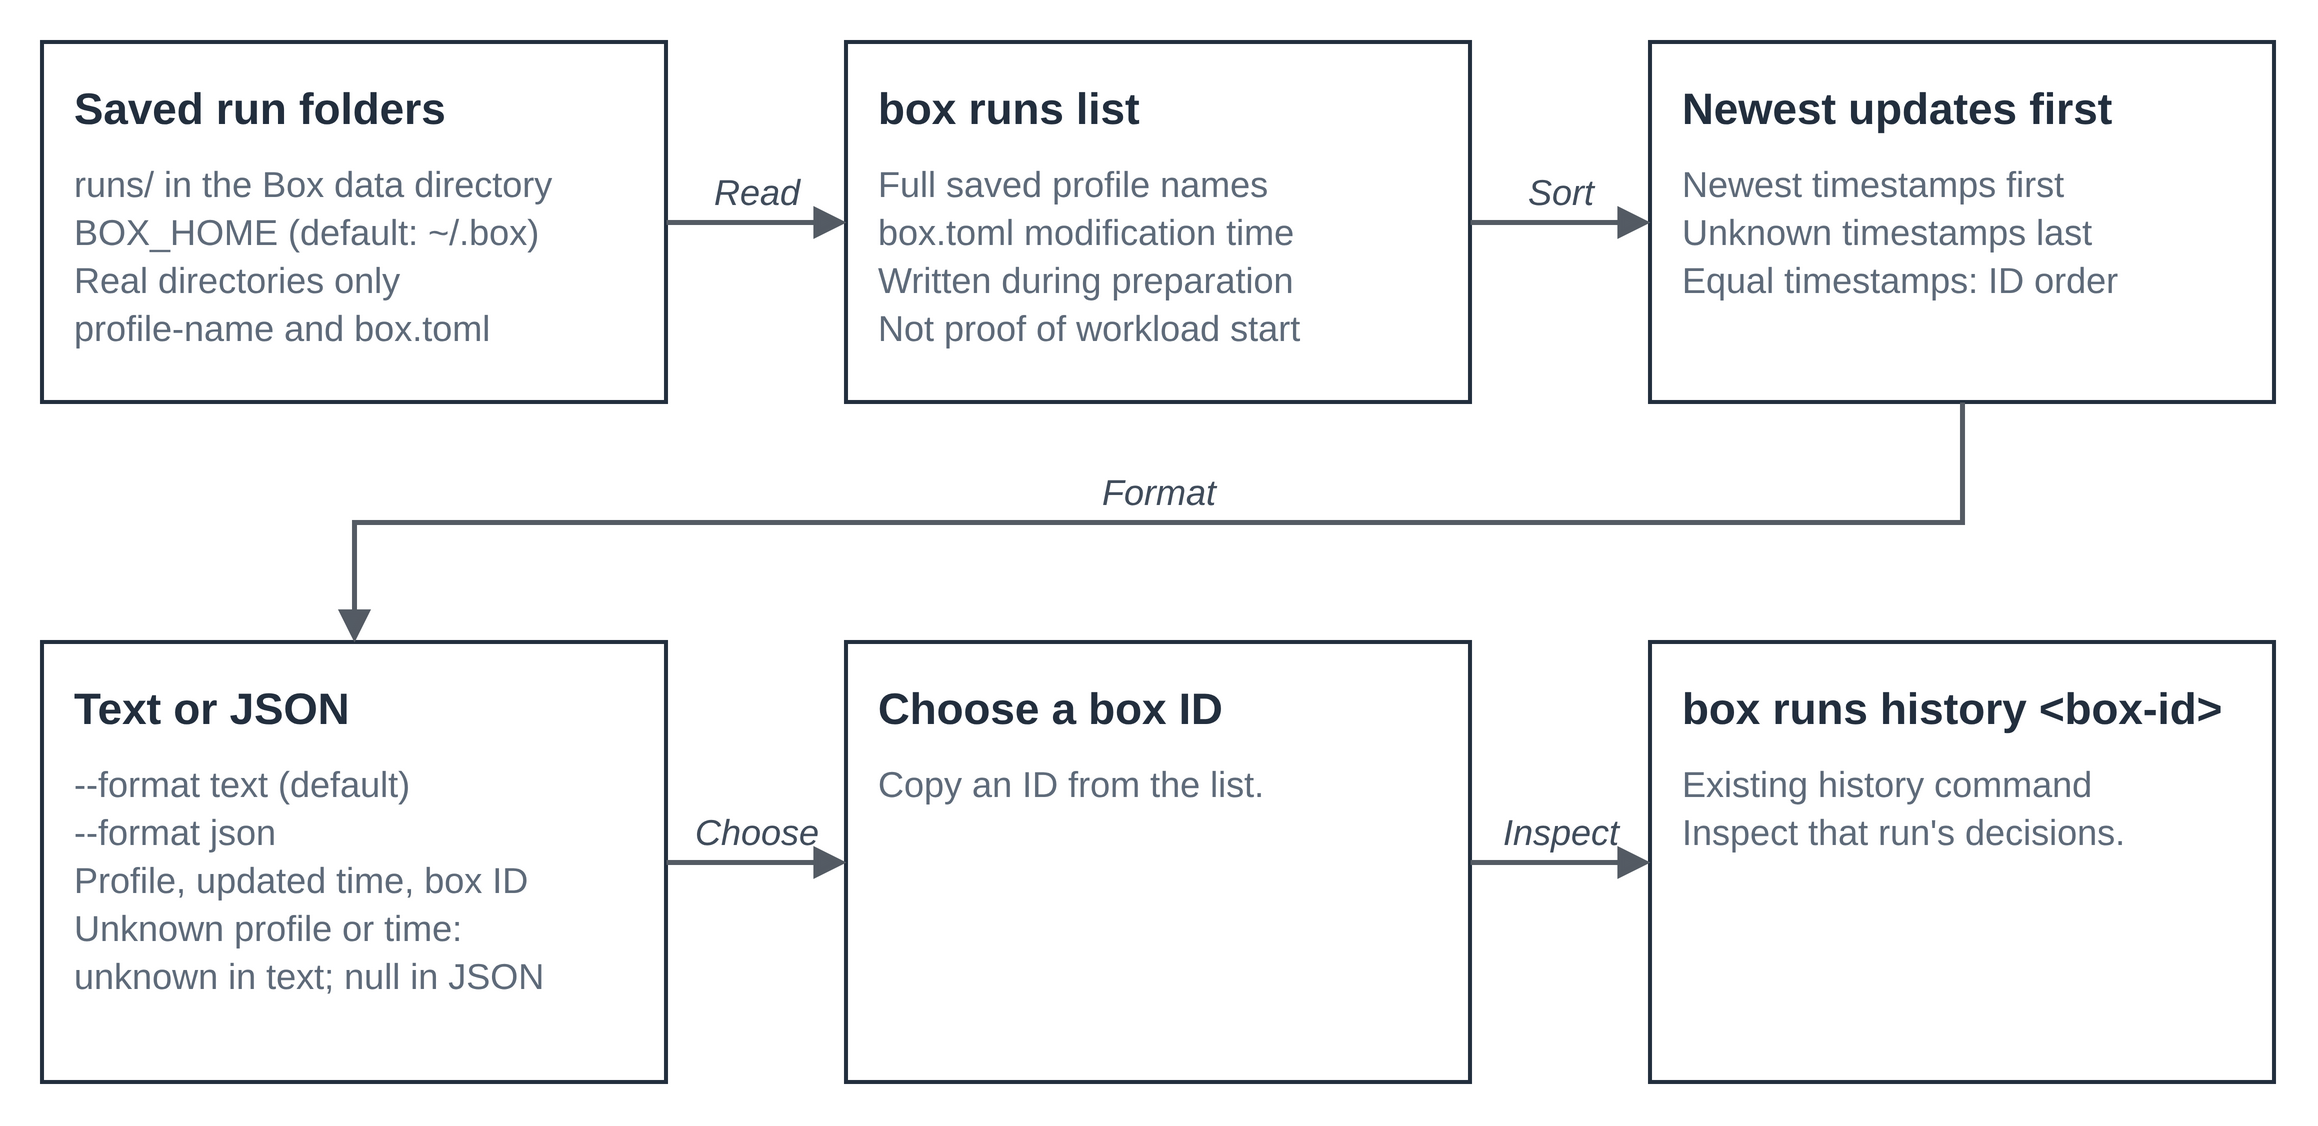 Saved run folders
runs/ in the Box data directory
BOX_HOME (default: ~/.box)
Real directories only
profile-name and box.toml
Read
box runs list
Full saved profile names
box.toml modification time
Written during preparation
Not proof of workload start
Sort
Newest updates first
Newest timestamps first
Unknown timestamps last
Equal timestamps: ID order
Format
Text or JSON
--format text (default)
--format json
Profile, updated time, box ID
Unknown profile or time:
unknown in text; null in JSON
Choose
Choose a box ID
Copy an ID from the list.
Inspect
box runs history <box-id>
Existing history command
Inspect that run's decisions.